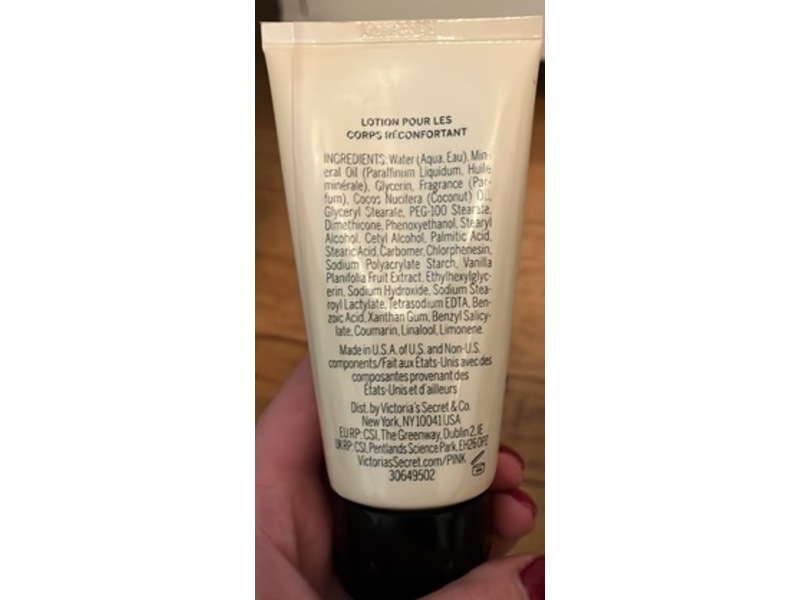 LOTION POUR LES
CORPS RÉCONFORTANT
INGREDIENTS: Water (Aqua, Eau), Min-
eral Oil (Paraffinum Liquidum, Huile
minérale), Glycerin, Fragrance (Par-
fum), Cocos Nucifera (Coconut) Oil,
Glyceryl Stearate, PEG-100 Stearate,
Dimethicone, Phenoxyethanol, Stearyl
Alcohol, Cetyl Alcohol, Palmitic Acid,
Stearic Acid, Carbomer, Chlorphenesin,
Sodium Polyacrylate Starch, Vanilla
Planifolia Fruit Extract, Ethylhexylglyc-
erin, Sodium Hydroxide, Sodium Stea-
royl Lactylate, Tetrasodium EDTA, Ben-
zoic Acid, Xanthan Gum, Benzyl Salicy-
late, Coumarin, Linalool, Limonene.
Made in U.S.A. of U.S. and Non-U.S.
components/Fait aux États-Unis avec des
composantes provenant des
États-Unis et d'ailleurs
Dist. by Victoria's Secret & Co.
New York, NY 10041 USA
EU RP: CSI, The Greenway, Dublin 2, IE
UK RP: CSI, Pentlands Science Park, EH26 0PZ
VictoriasSecret.com/PINK
30649502